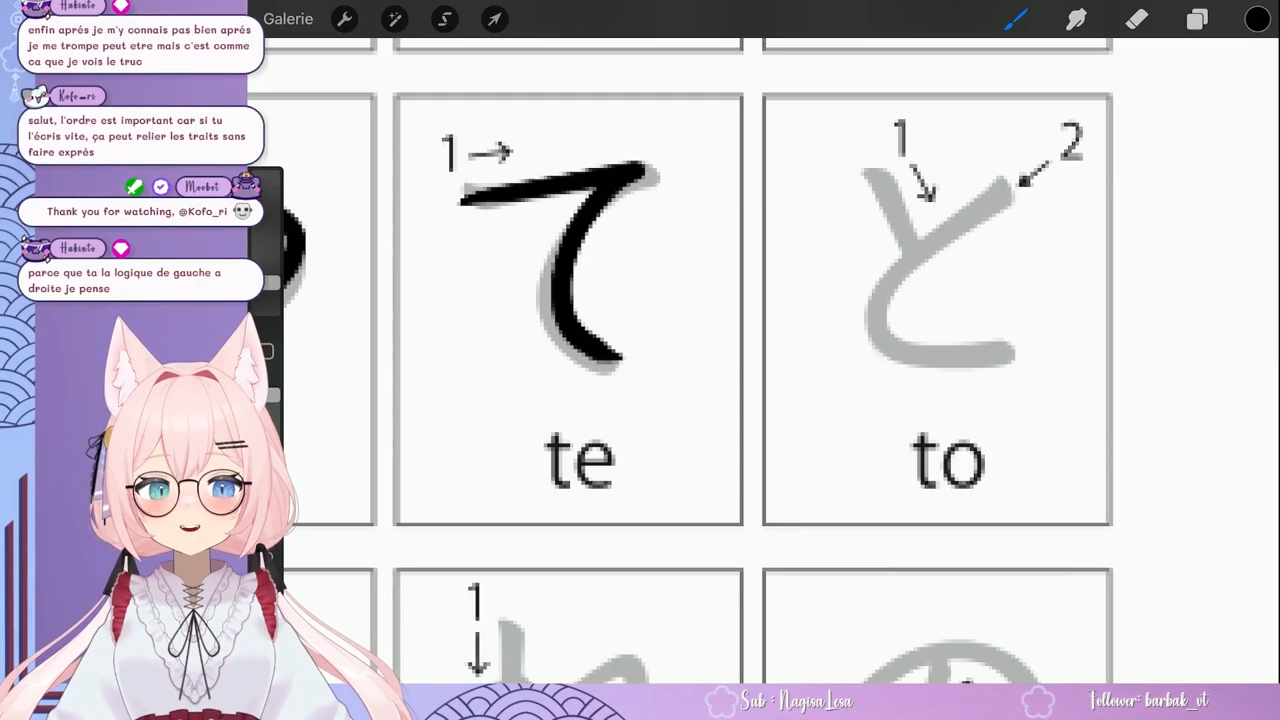 Habinto
enfin aprés je m'y connais pas bien aprés
je me trompe peut etre mais c'est comme
ca que je vois le truc
Kofo_ri
salut, l'ordre est important car si tu
l'écris vite, ça peut relier les traits sans
faire exprès
Moobot
Thank you for watching, @Kofo_ri
Habinto
parce que ta la logique de gauche a
droite je pense
Galerie
1
て
te
1
2
と
to
1
Sub : NagisaLesa
Follower: barbak_vt